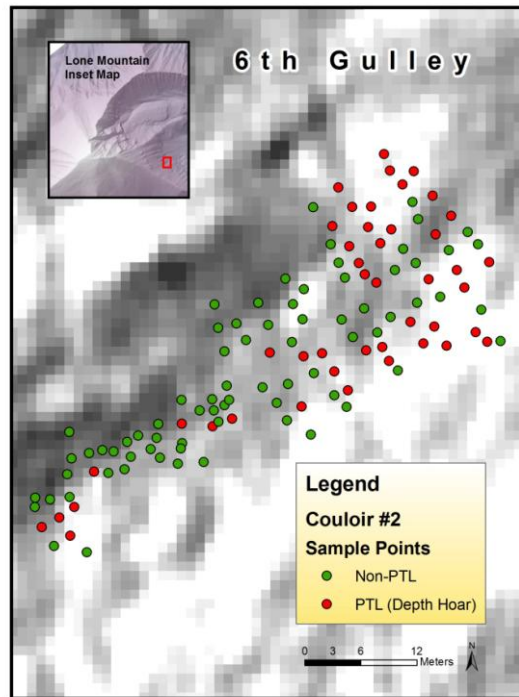 Lone Mountain
Inset Map
6th Gulley
Legend
Couloir #2
Sample Points
Non-PTL
PTL (Depth Hoar)
N
0 3 6 12
Meters